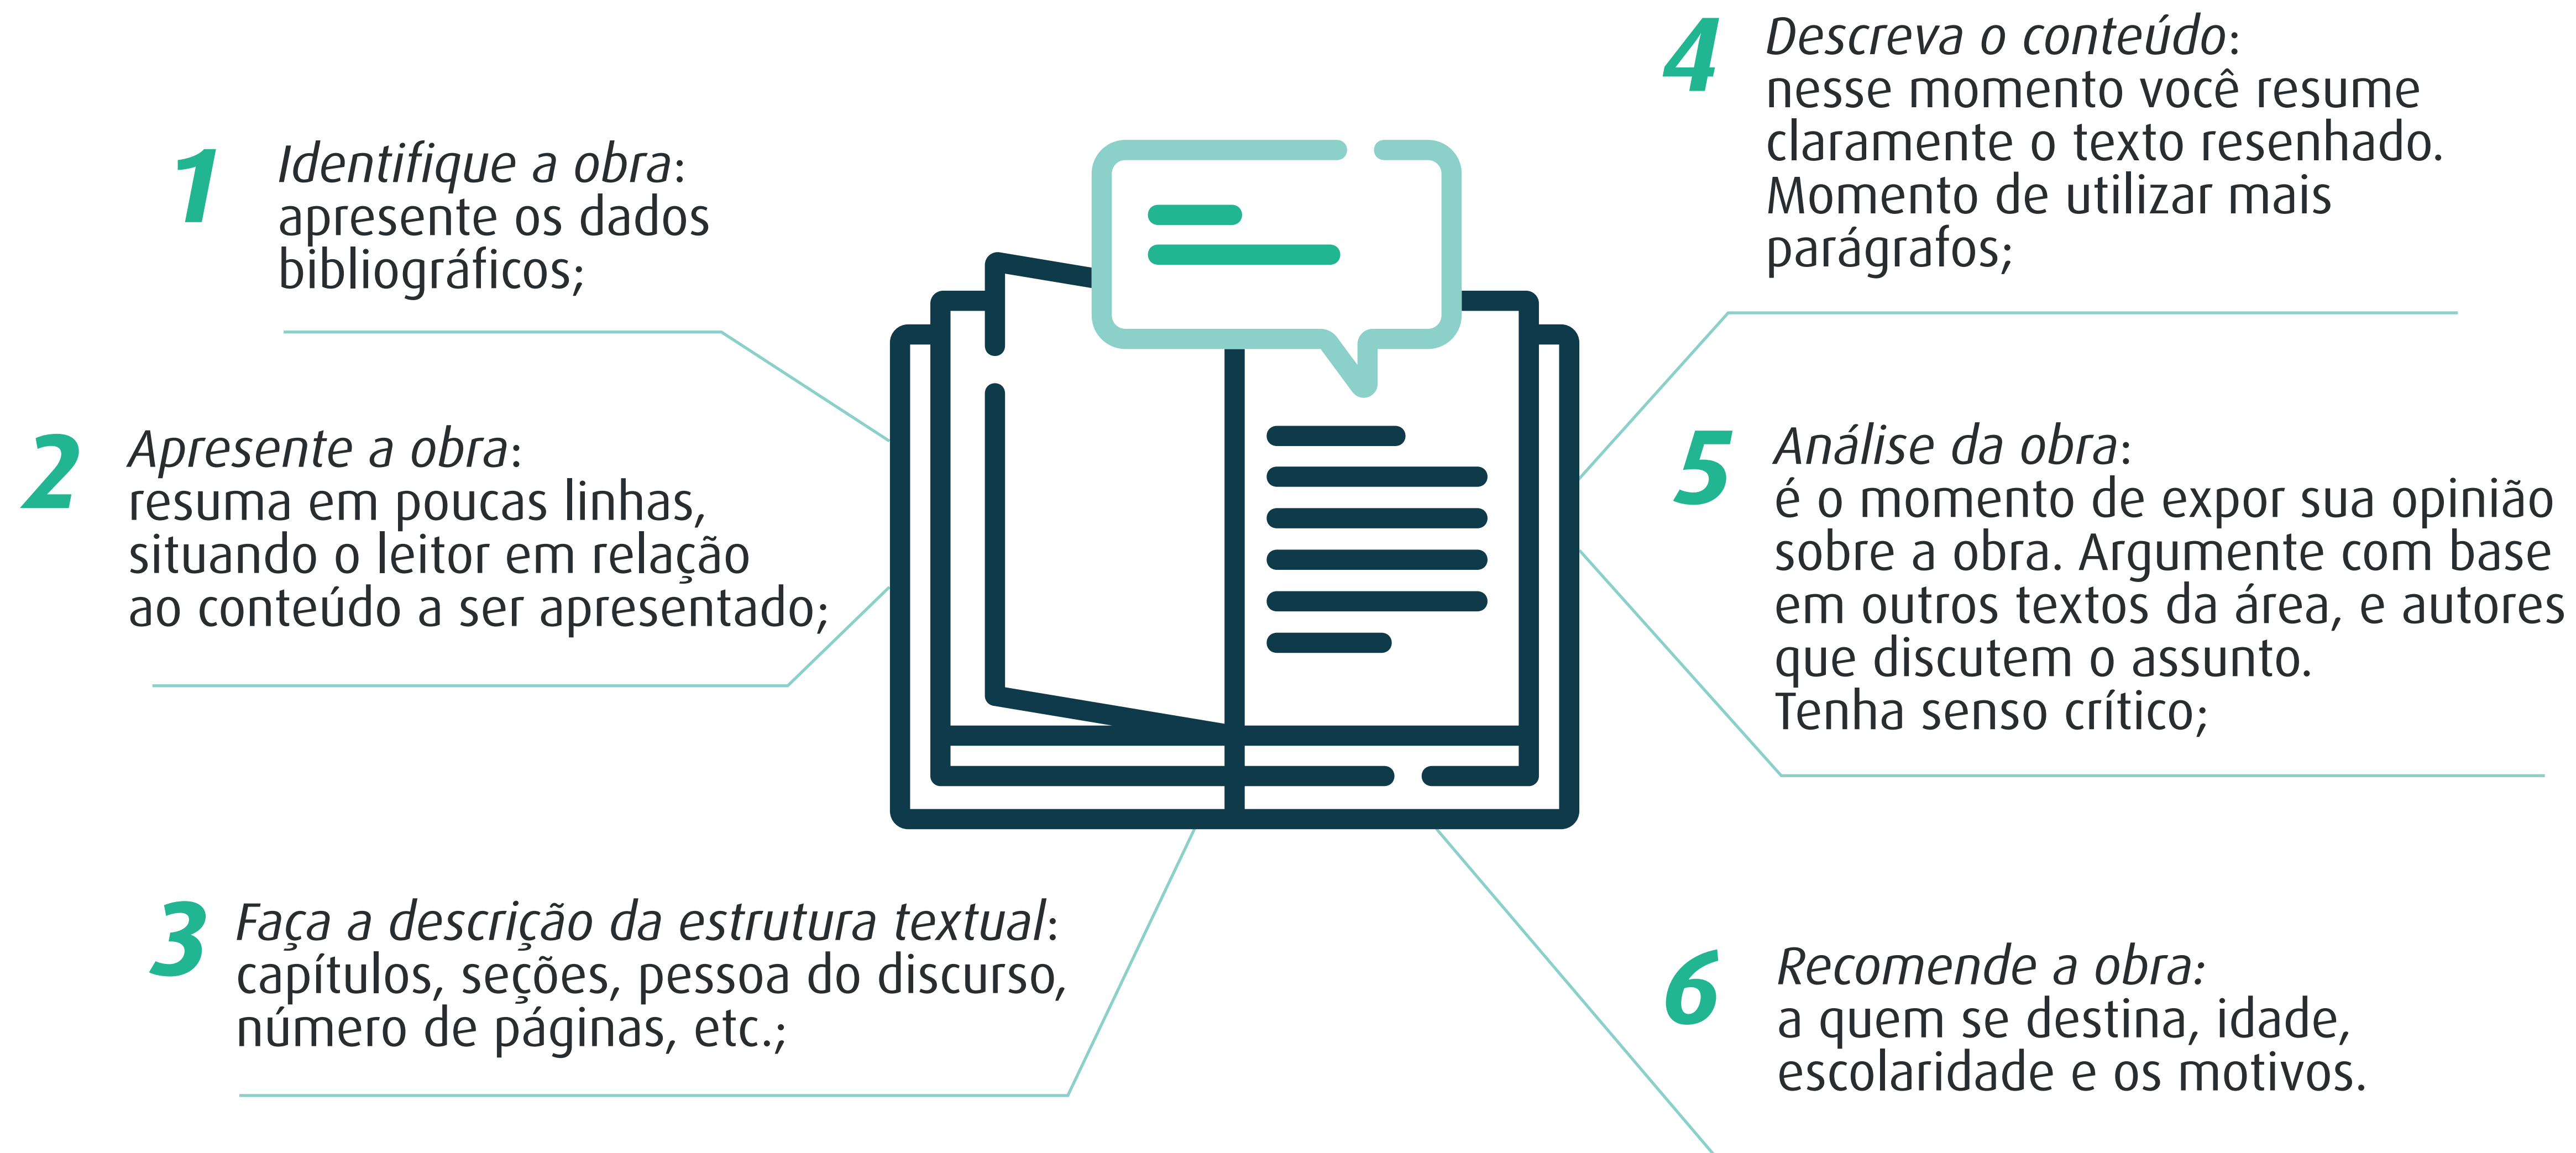 1
Identifique a obra:
apresente os dados
bibliográficos;
2
Apresente a obra:
resuma em poucas linhas,
situando o leitor em relação
ao conteúdo a ser apresentado;
3
Faça a descrição da estrutura textual:
capítulos, seções, pessoa do discurso,
número de páginas, etc.;
4
Descreva o conteúdo:
nesse momento você resume
claramente o texto resenhado.
Momento de utilizar mais
parágrafos;
5
Análise da obra:
é o momento de expor sua opinião
sobre a obra. Argumente com base
em outros textos da área, e autores
que discutem o assunto.
Tenha senso crítico;
6
Recomende a obra:
a quem se destina, idade,
escolaridade e os motivos.